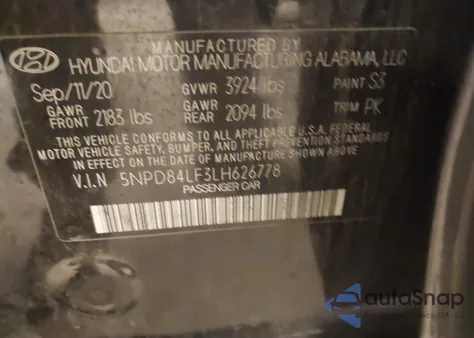 MANUFACTURED BY
HYUNDAI MOTOR MANUFACTURING ALABAMA, LLC
Sep/11/20 GVWR 3924 lbs PAINT S3
GAWR FRONT 2183 lbs GAWR REAR 2094 lbs TRIM PK
THIS VEHICLE CONFORMS TO ALL APPLICABLE U.S.A. FEDERAL
MOTOR VEHICLE SAFETY, BUMPER, AND THEFT PREVENTION STANDARDS
IN EFFECT ON THE DATE OF MANUFACTURE SHOWN ABOVE
V.I.N 5NPD84LF3LH626778
PASSENGER CAR
autoSnap